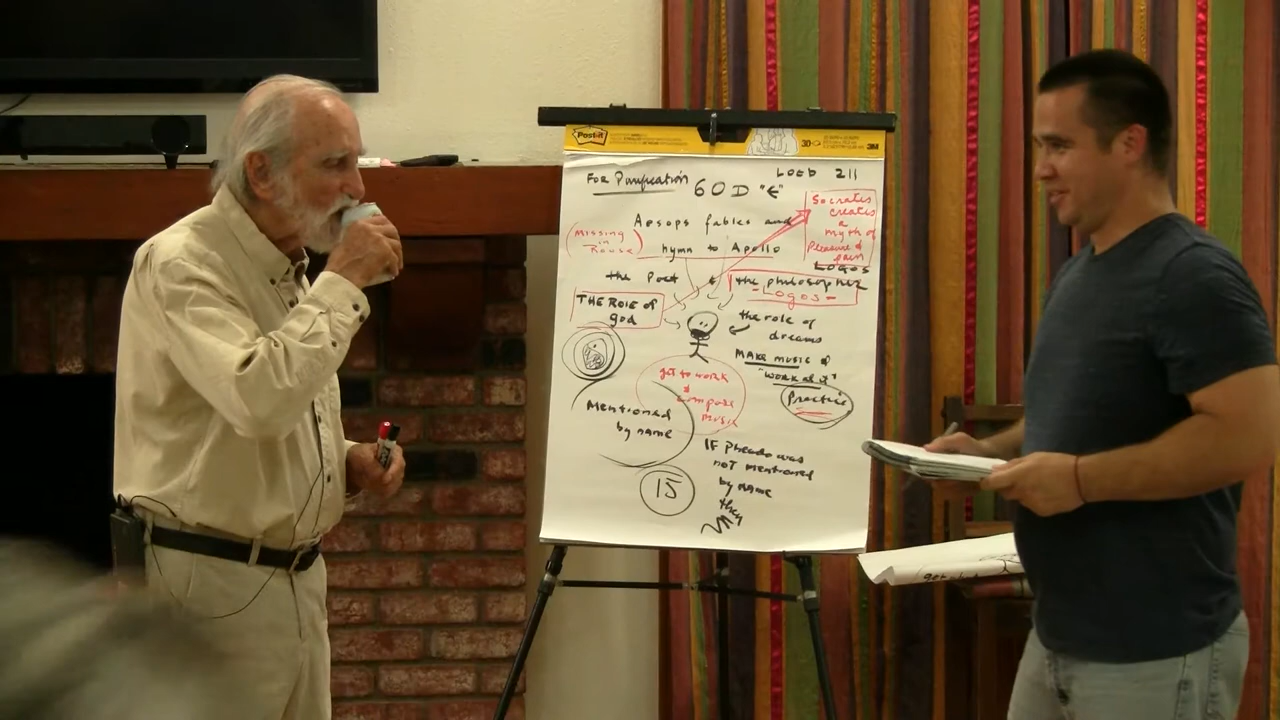 Post-it
30
3M
LOEB 211
FOR Purification
60 D "E"
Socrates
creates
a
myth of
Pleasure &
pain
LOGOS
Aesops fables and
(Missing
in
Rouse)
hymn to Apollo
the Poet & the philosopher
- Logos -
THE ROLE OF
god
the role of
dreams
MAKE music &
"work at it"
Practice
get to work
&
compose
music
Mentioned
by name
15
IF Phaedo was
not mentioned
by name
then